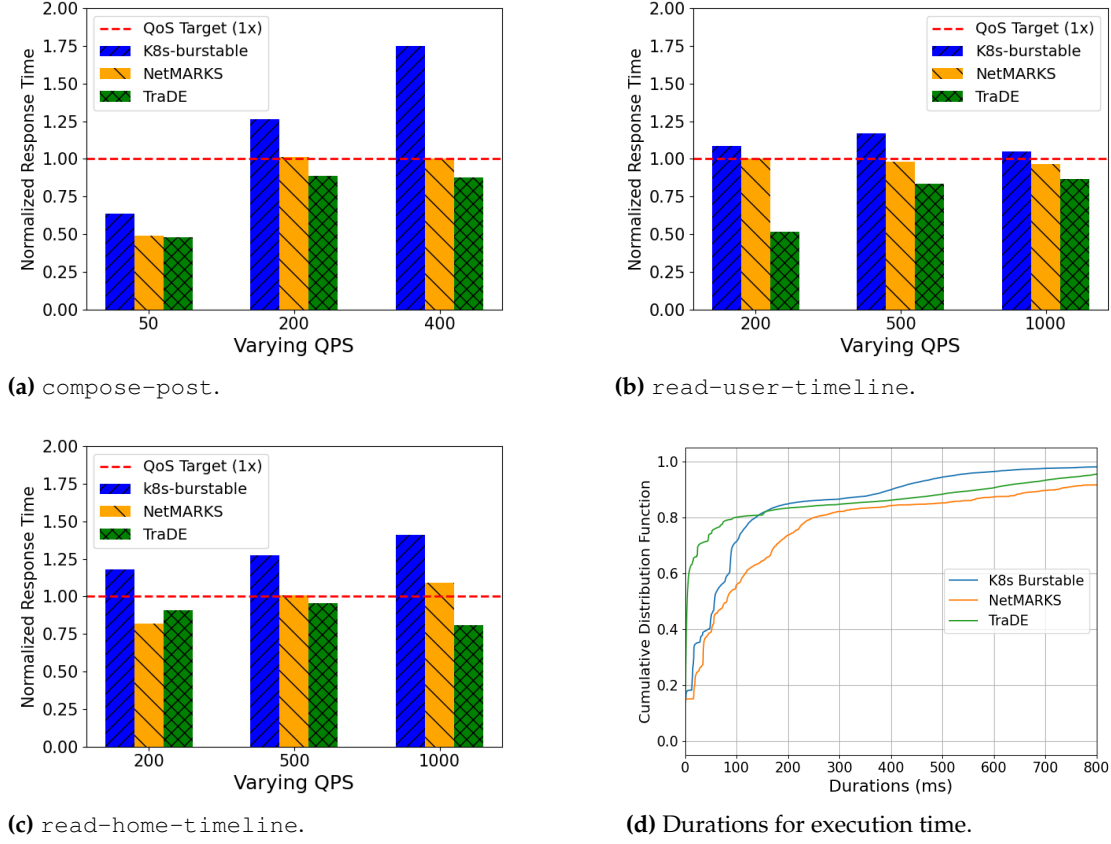 2.00
1.75
1.50
1.25
1.00
0.75
0.50
0.25
0.00
Normalized Response Time
QoS Target (1x)
K8s-burstable
NetMARKS
TraDE
50 200 400
Varying QPS
(a) compose-post.
2.00
1.75
1.50
1.25
1.00
0.75
0.50
0.25
0.00
Normalized Response Time
QoS Target (1x)
K8s-burstable
NetMARKS
TraDE
200 500 1000
Varying QPS
(b) read-user-timeline.
2.00
1.75
1.50
1.25
1.00
0.75
0.50
0.25
0.00
Normalized Response Time
QoS Target (1x)
k8s-burstable
NetMARKS
TraDE
200 500 1000
Varying QPS
(c) read-home-timeline.
1.0
0.8
0.6
0.4
0.2
0.0
Cumulative Distribution Function
K8s Burstable
NetMARKS
TraDE
0 100 200 300 400 500 600 700 800
Durations (ms)
(d) Durations for execution time.